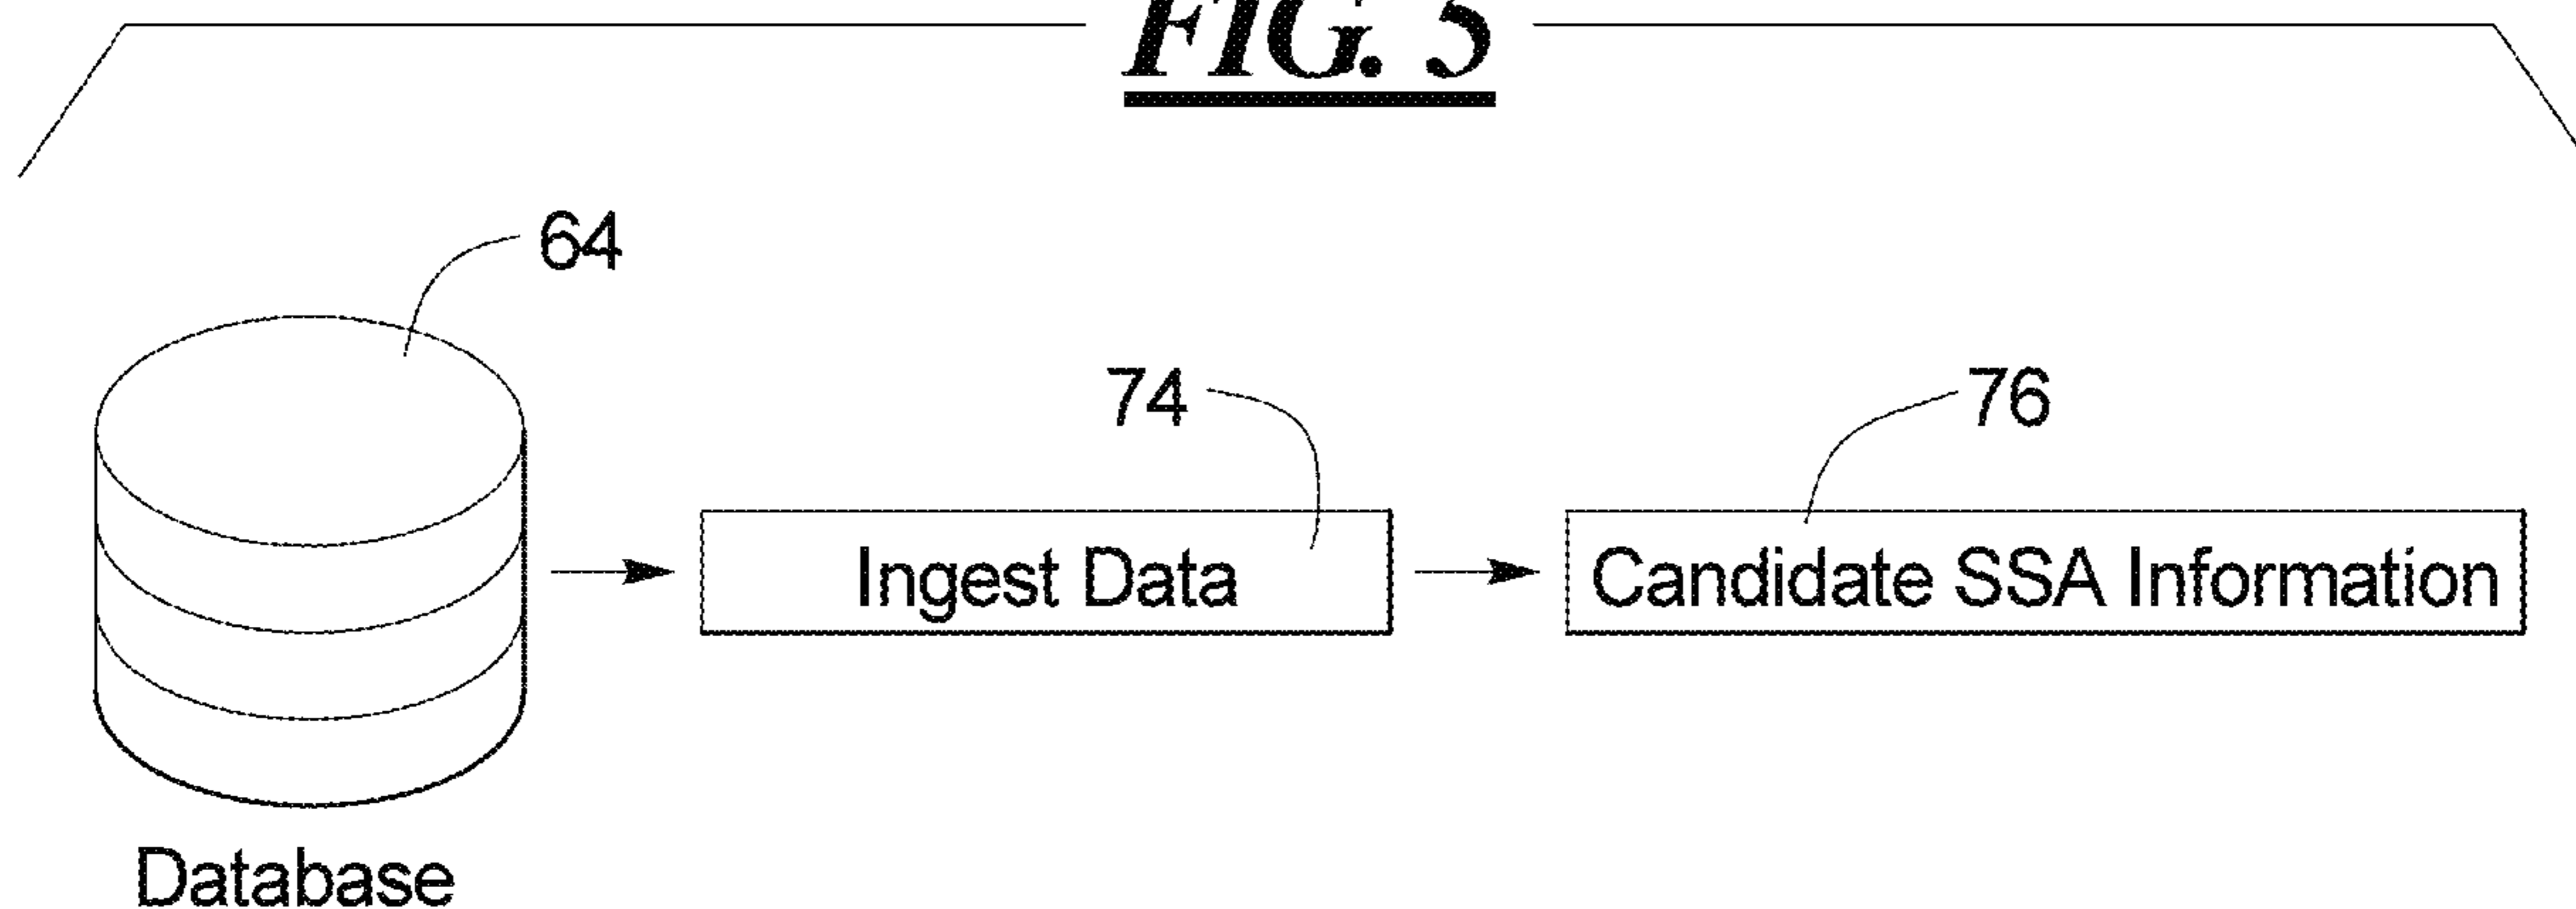 FIG. 5
64
74
76
Ingest Data
Candidate SSA Information
Database